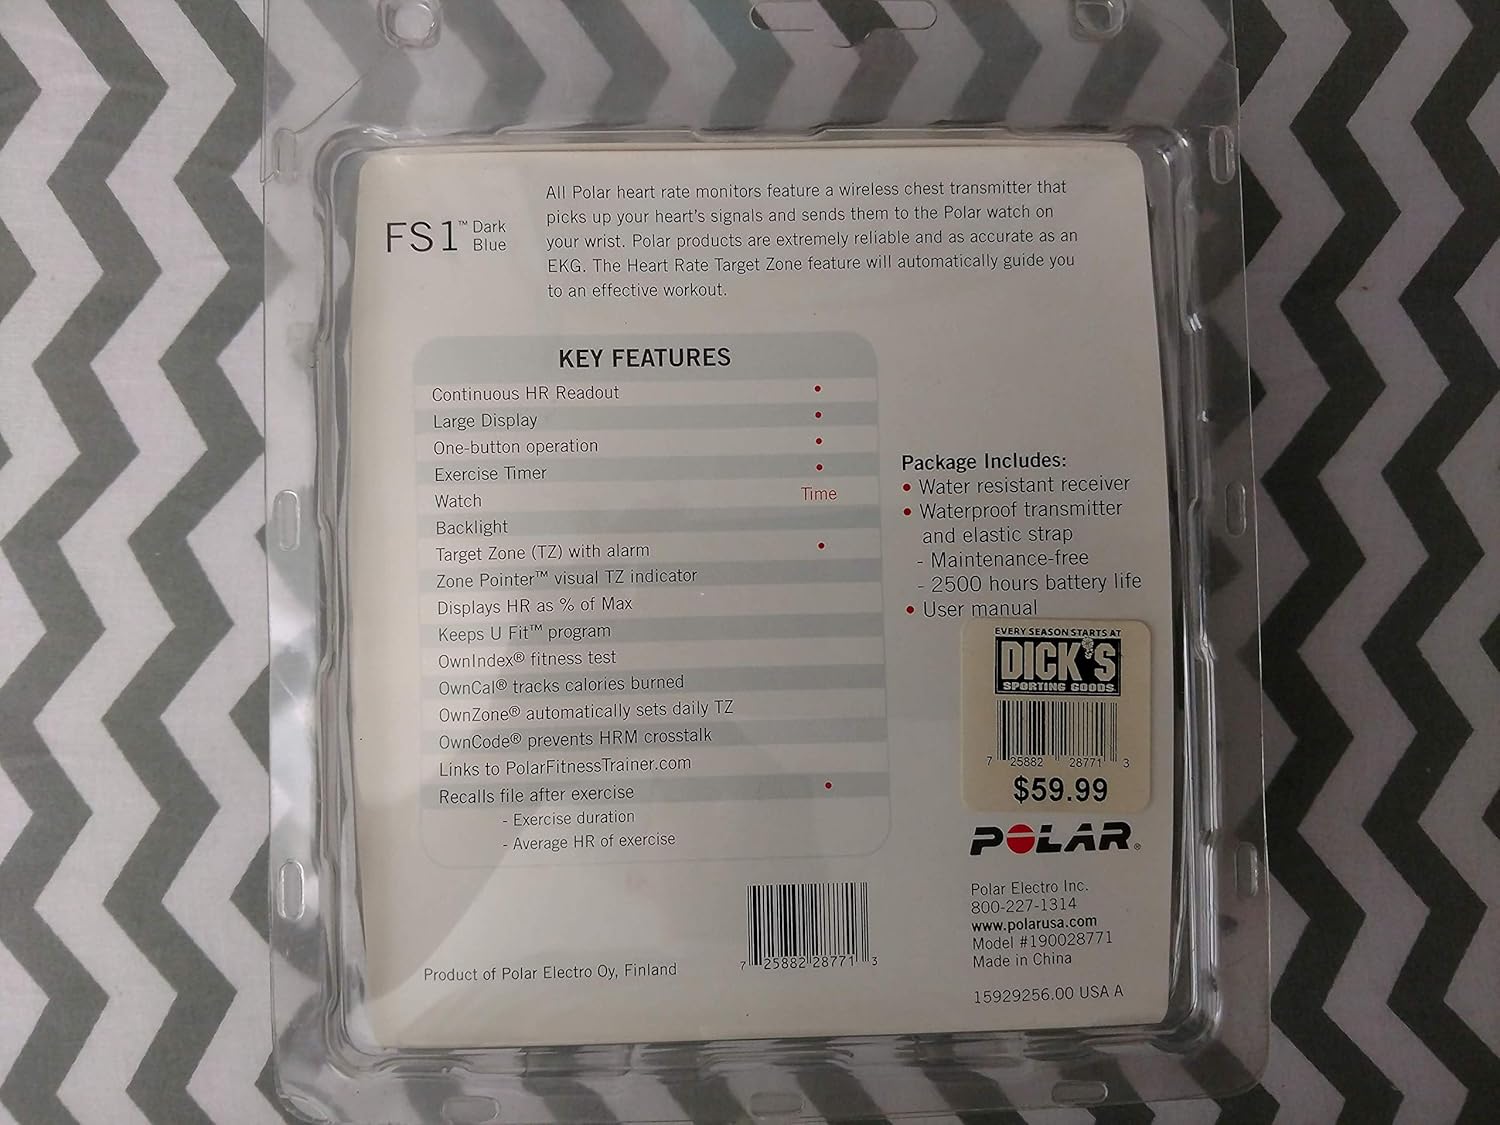 FS1™ Dark
Blue
All Polar heart rate monitors feature a wireless chest transmitter that
picks up your heart's signals and sends them to the Polar watch on
your wrist. Polar products are extremely reliable and as accurate as an
EKG. The Heart Rate Target Zone feature will automatically guide you
to an effective workout.
KEY FEATURES
Continuous HR Readout •
Large Display •
One-button operation •
Exercise Timer •
Watch Time
Backlight
Target Zone (TZ) with alarm •
Zone Pointer™ visual TZ indicator
Displays HR as % of Max
Keeps U Fit™ program
OwnIndex® fitness test
OwnCal® tracks calories burned
OwnZone® automatically sets daily TZ
OwnCode® prevents HRM crosstalk
Links to PolarFitnessTrainer.com
Recalls file after exercise •
- Exercise duration
- Average HR of exercise
Package Includes:
• Water resistant receiver
• Waterproof transmitter
and elastic strap
- Maintenance-free
- 2500 hours battery life
• User manual
EVERY SEASON STARTS AT
DICK'S
SPORTING GOODS
7 25882 28771 3
$59.99
POLAR®
Polar Electro Inc.
800-227-1314
www.polarusa.com
Model #190028771
Made in China
15929256.00 USA A
7 25882 28771 3
Product of Polar Electro Oy, Finland